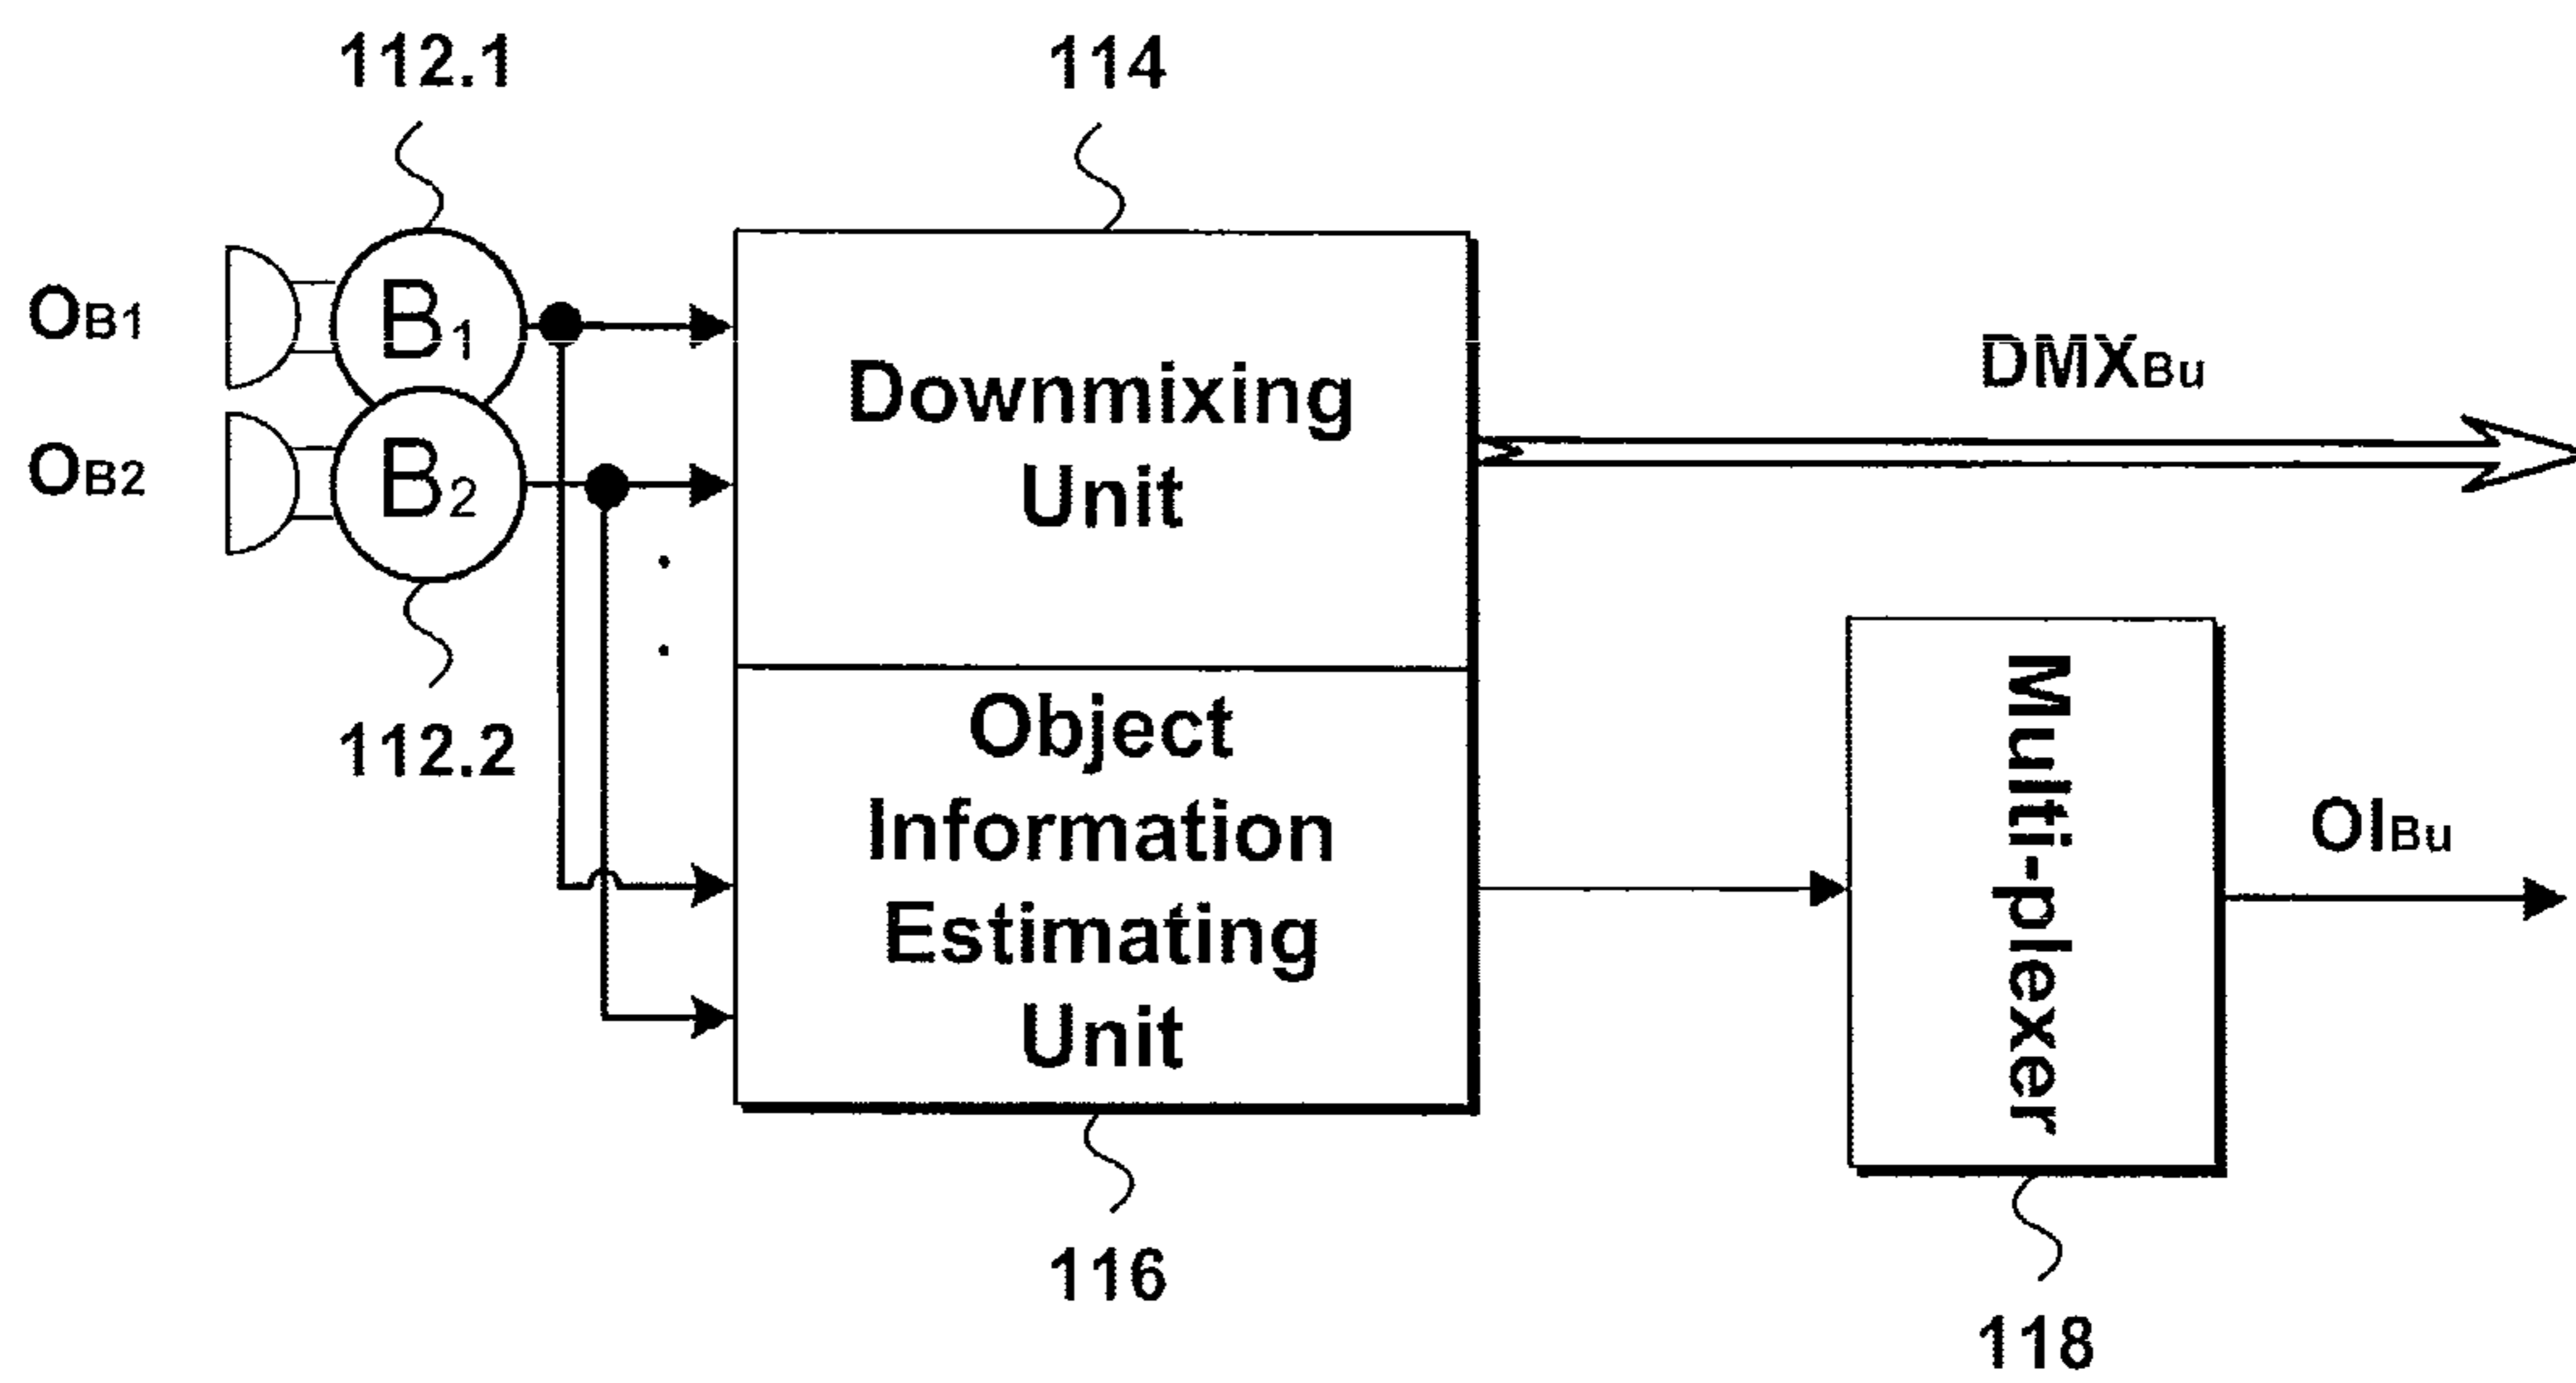 112.1
114
OB1
B1
OB2
B2
112.2
Downmixing
Unit
DMXBu
Object
Information
Estimating
Unit
Multi-plexer
OIBu
116
118